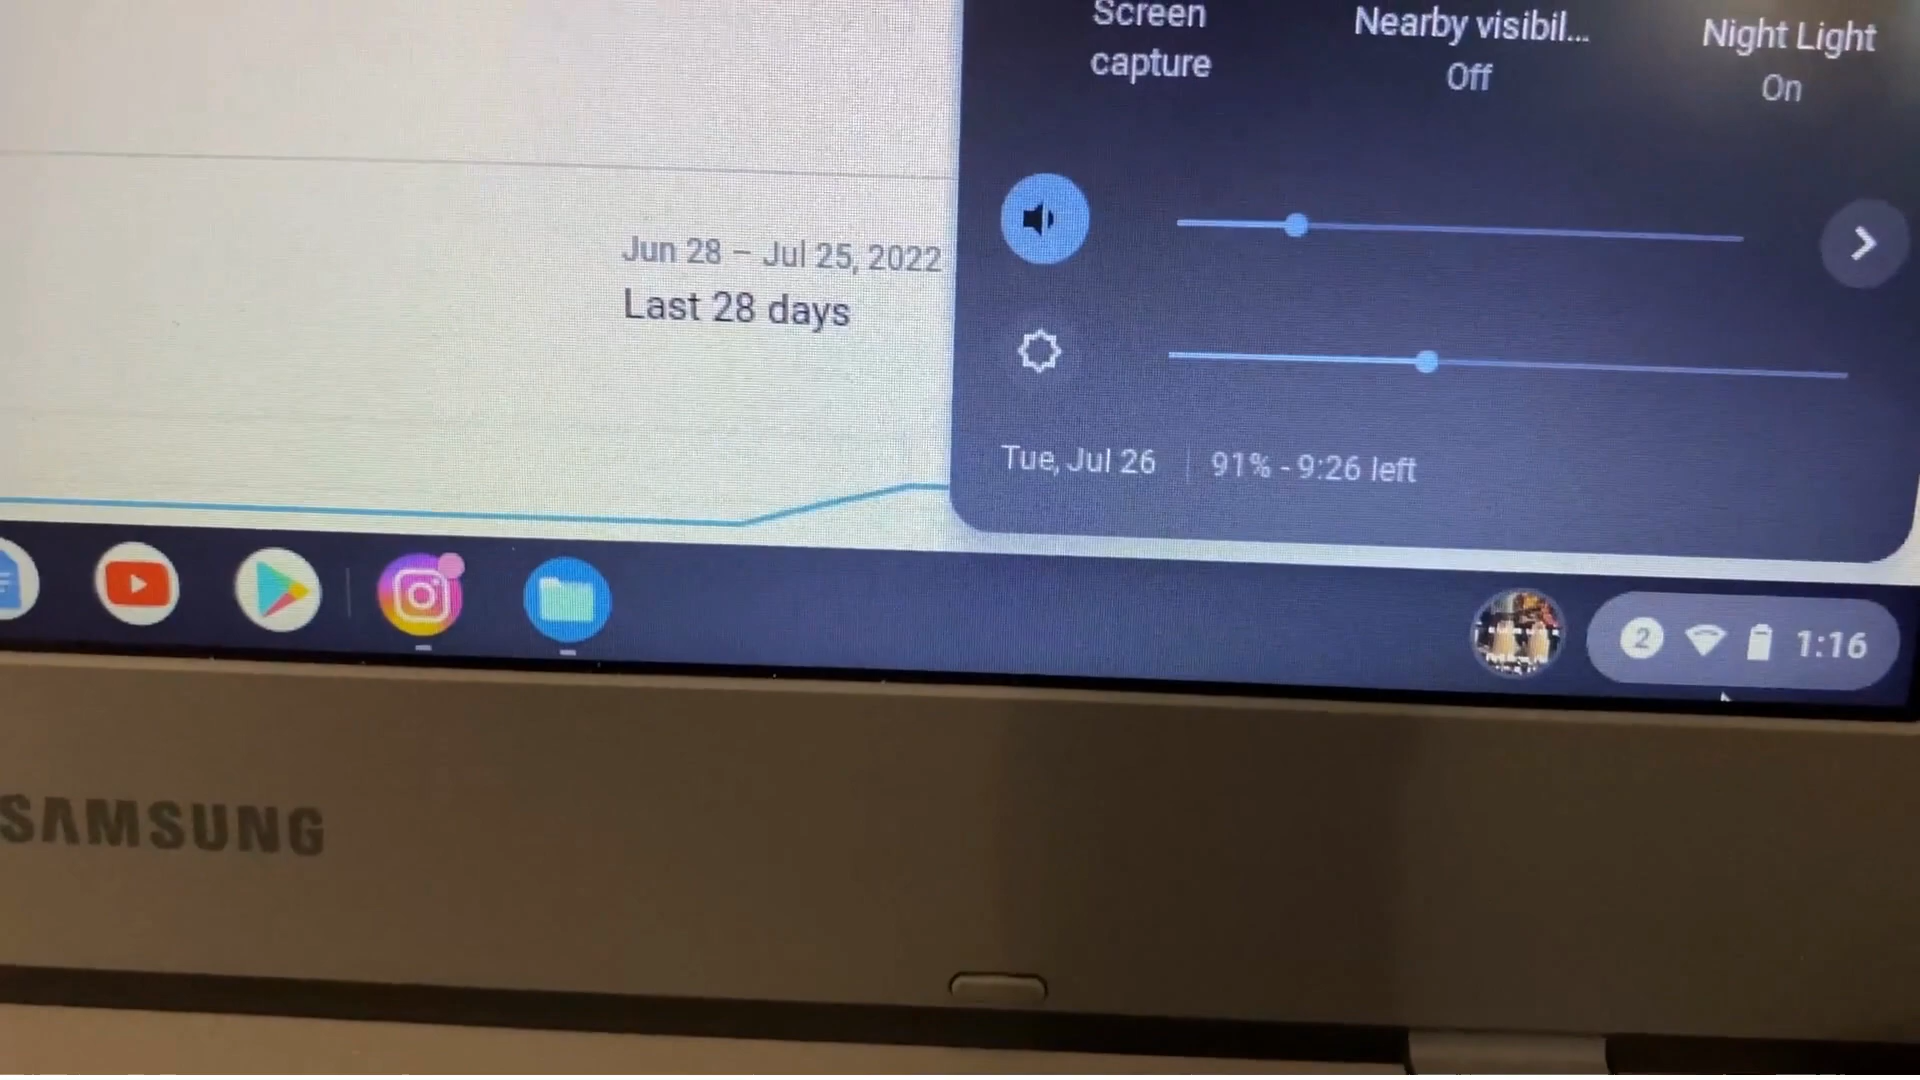 Screen
capture
Nearby visibil...
Off
Night Light
On
Jun 28 – Jul 25, 2022
Last 28 days
Tue, Jul 26 | 91% - 9:26 left
2
1:16
SAMSUNG